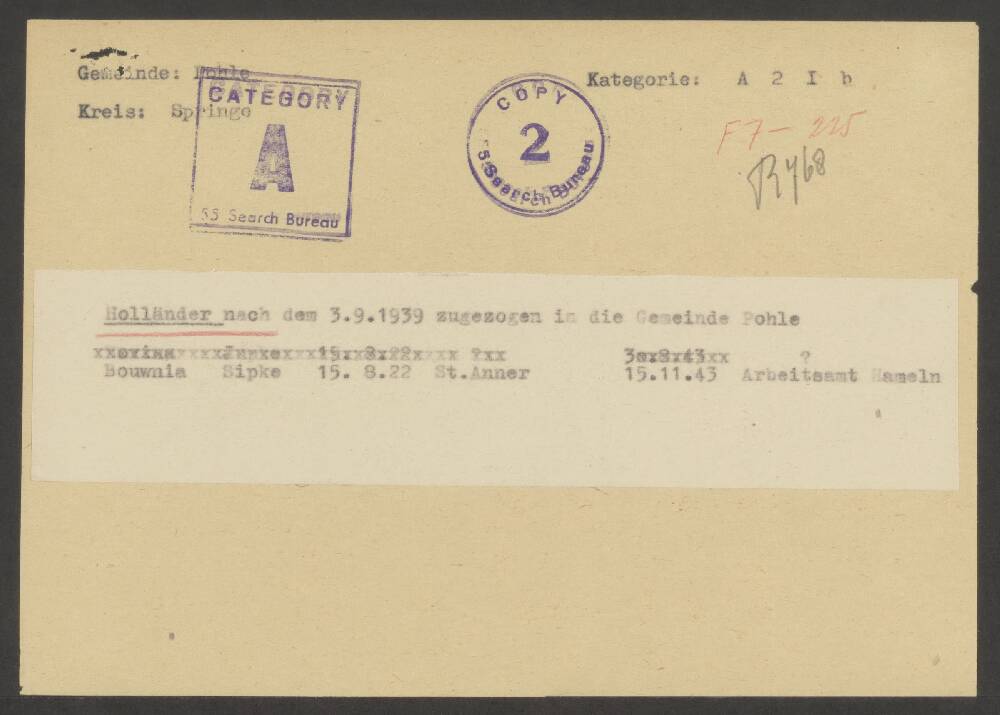 Gemeinde: Pohle
Kategorie: A 2 I b
Kreis: Springe
CATEGORY
A
55 Search Bureau
COPY
2
55 Search Bureau
F7 - 225
Holländer nach dem 3.9.1939 zugezogen in die Gemeinde Pohle
Bouwnia Sipke 15. 8.22 St.Anner 15.11.43 Arbeitsamt Hameln